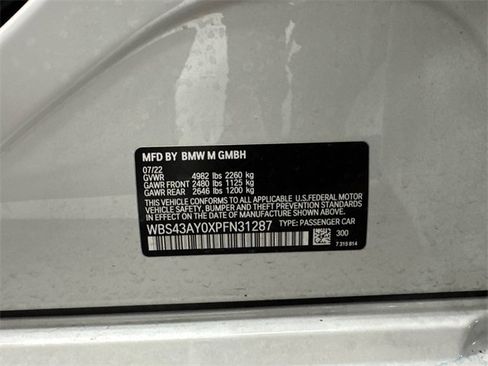 MFD BY BMW M GMBH
07/22
GVWR 4982 lbs 2260 kg
GAWR FRONT 2480 lbs 1125 kg
GAWR REAR 2646 lbs 1200 kg
THIS VEHICLE CONFORMS TO ALL APPLICABLE U.S.FEDERAL MOTOR
VEHICLE SAFETY, BUMPER AND THEFT PREVENTION STANDARDS
IN EFFECT ON THE DATE OF MANUFACTURE SHOWN ABOVE.
WBS43AY0XPFN31287 TYPE: PASSENGER CAR
300
7 315 814